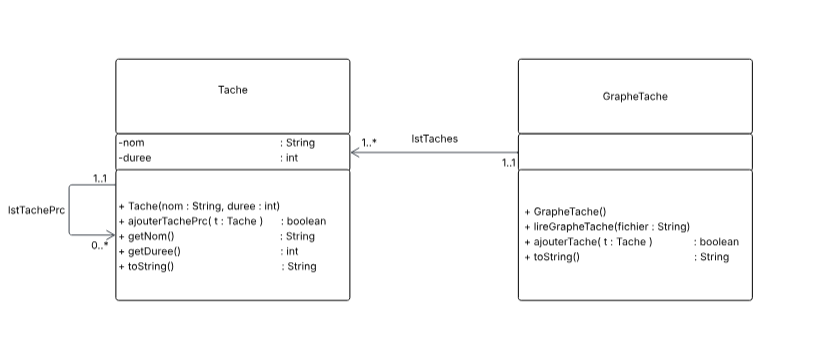 Tache
-nom : String
-duree : int
+ Tache(nom : String, duree : int)
+ ajouterTachePrc( t : Tache ) : boolean
+ getNom() : String
+ getDuree() : int
+ toString() : String
1..1
lstTachePrc
0..*
1..*
lstTaches
1..1
GrapheTache
+ GrapheTache()
+ lireGrapheTache(fichier : String)
+ ajouterTache( t : Tache ) : boolean
+ toString() : String